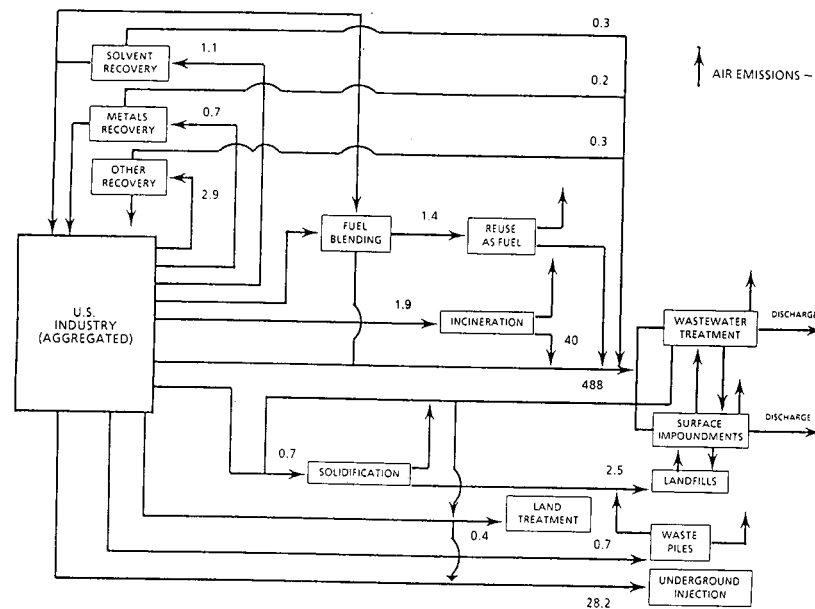 0.3
1.1
SOLVENT
RECOVERY
AIR EMISSIONS ~
0.2
METALS
RECOVERY
0.7
0.3
OTHER
RECOVERY
2.9
FUEL
BLENDING
1.4
REUSE
AS FUEL
U.S.
INDUSTRY
(AGGREGATED)
1.9
INCINERATION
40
WASTEWATER
TREATMENT
DISCHARGE
488
SURFACE
IMPOUNDMENTS
DISCHARGE
0.7
SOLIDIFICATION
2.5
LANDFILLS
LAND
TREATMENT
0.4
0.7
WASTE
PILES
UNDERGROUND
INJECTION
28.2